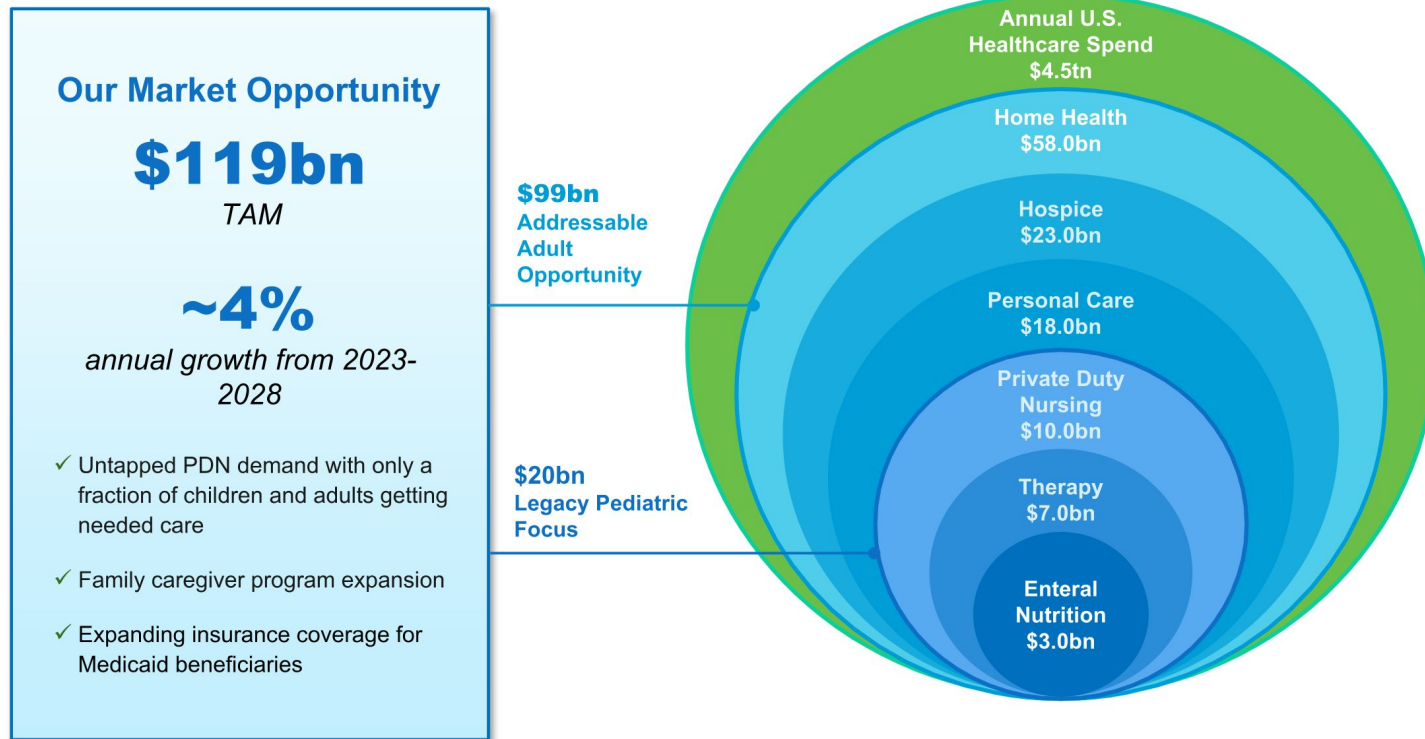 Our Market Opportunity
$119bn
TAM
~4%
annual growth from 2023-
2028
✓ Untapped PDN demand with only a
fraction of children and adults getting
needed care
✓ Family caregiver program expansion
✓ Expanding insurance coverage for
Medicaid beneficiaries
$99bn
Addressable
Adult
Opportunity
$20bn
Legacy Pediatric
Focus
Annual U.S.
Healthcare Spend
$4.5tn
Home Health
$58.0bn
Hospice
$23.0bn
Personal Care
$18.0bn
Private Duty
Nursing
$10.0bn
Therapy
$7.0bn
Enteral
Nutrition
$3.0bn